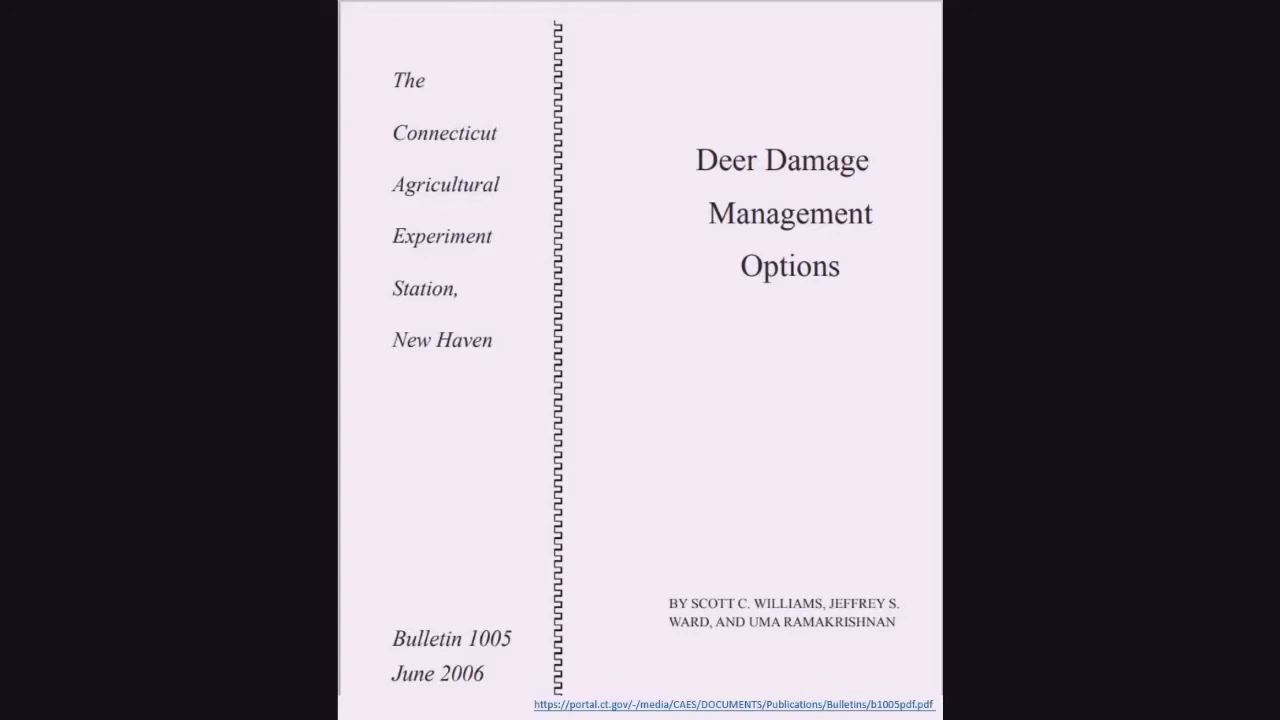 The
Connecticut
Agricultural
Experiment
Station,
New Haven
Bulletin 1005
June 2006
Deer Damage
Management
Options
BY SCOTT C. WILLIAMS, JEFFREY S.
WARD, AND UMA RAMAKRISHNAN
https://portal.ct.gov/-/media/CAES/DOCUMENTS/Publications/Bulletins/b1005pdf.pdf